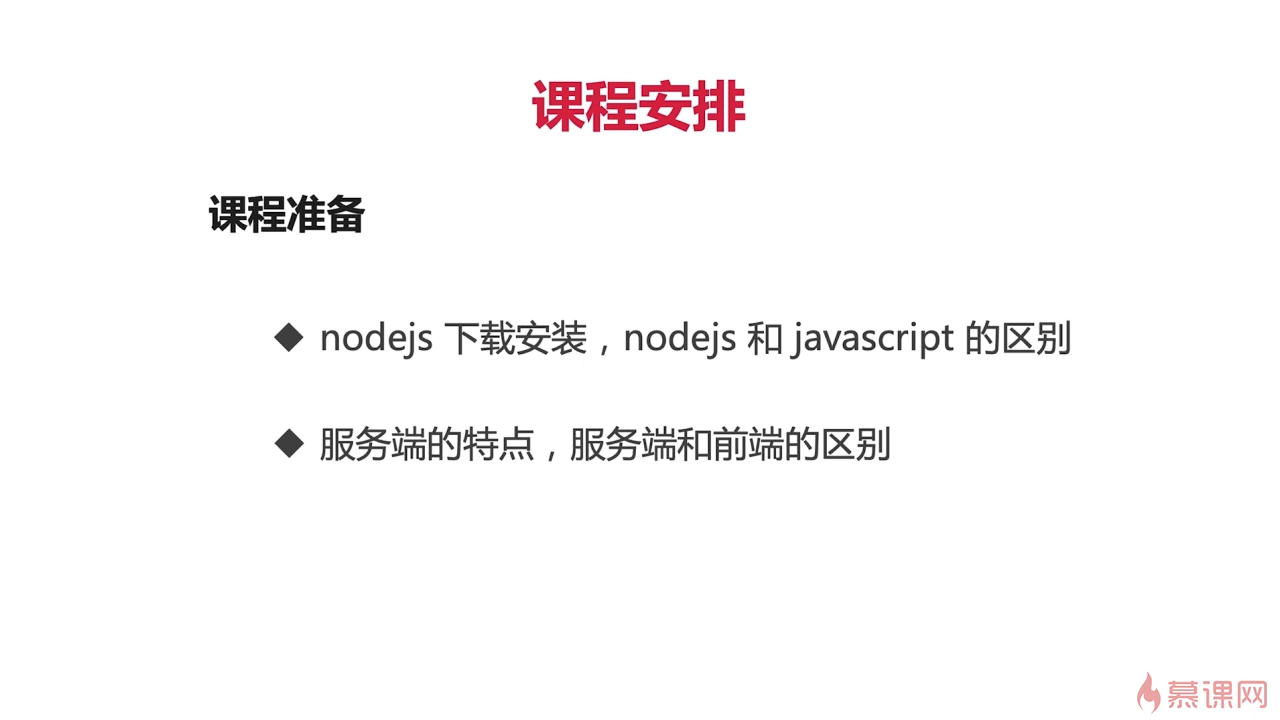 课程安排
课程准备
◆ nodejs 下载安装，nodejs 和 javascript 的区别
◆ 服务端的特点，服务端和前端的区别
慕课网